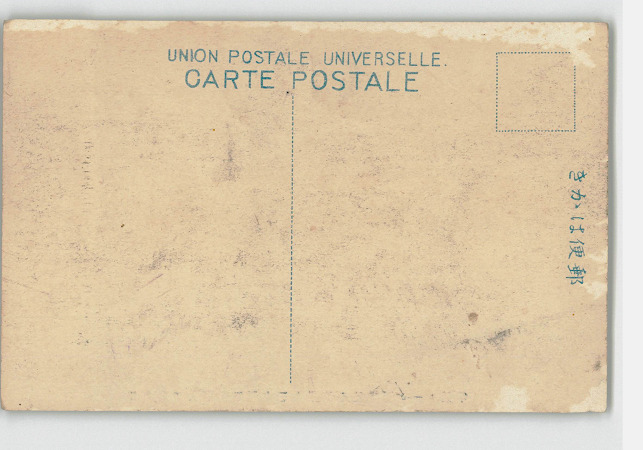 UNION POSTALE UNIVERSELLE.
CARTE POSTALE
きかは便郵